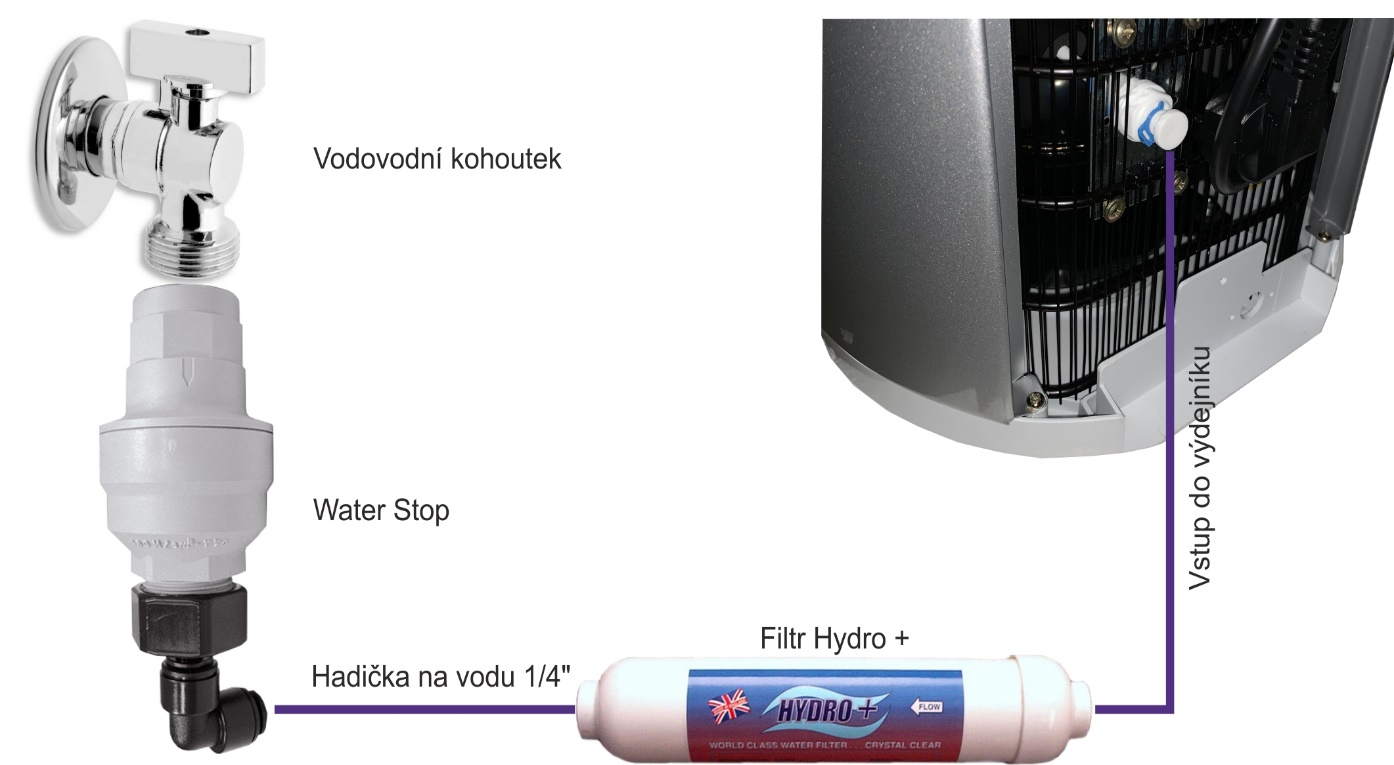 Vodovodní kohoutek
Water Stop
Vstup do výdejníku
Filtr Hydro +
Hadička na vodu 1/4"
HYDRO+
FLOW
WORLD CLASS WATER FILTER... CRYSTAL CLEAR